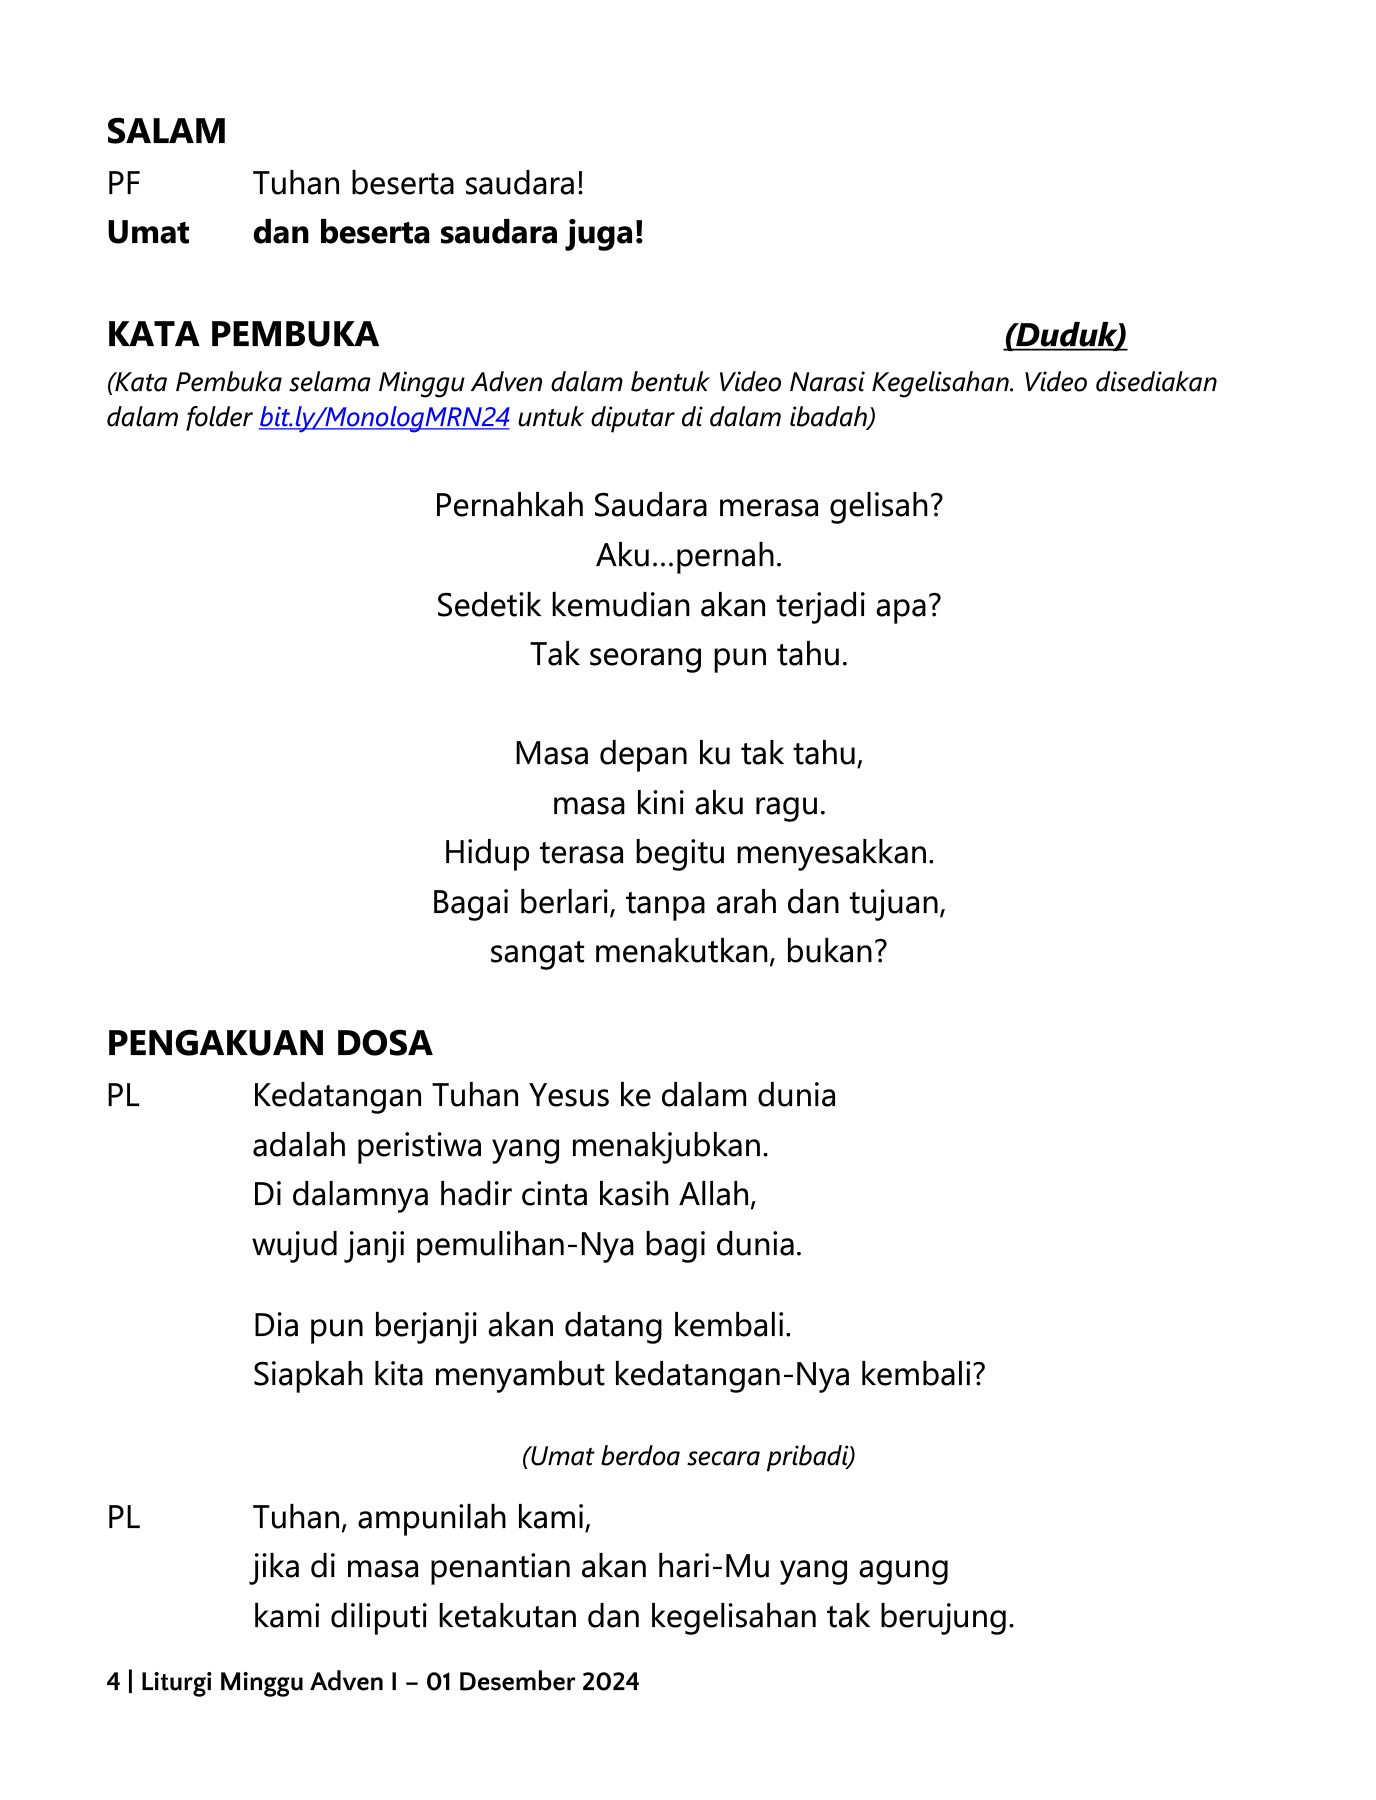 SALAM
PF Tuhan beserta saudara!
Umat dan beserta saudara juga!
KATA PEMBUKA (Duduk)
(Kata Pembuka selama Minggu Adven dalam bentuk Video Narasi Kegelisahan. Video disediakan
dalam folder bit.ly/MonologMRN24 untuk diputar di dalam ibadah)
Pernahkah Saudara merasa gelisah?
Aku…pernah.
Sedetik kemudian akan terjadi apa?
Tak seorang pun tahu.
Masa depan ku tak tahu,
masa kini aku ragu.
Hidup terasa begitu menyesakkan.
Bagai berlari, tanpa arah dan tujuan,
sangat menakutkan, bukan?
PENGAKUAN DOSA
PL Kedatangan Tuhan Yesus ke dalam dunia
adalah peristiwa yang menakjubkan.
Di dalamnya hadir cinta kasih Allah,
wujud janji pemulihan-Nya bagi dunia.
Dia pun berjanji akan datang kembali.
Siapkah kita menyambut kedatangan-Nya kembali?
(Umat berdoa secara pribadi)
PL Tuhan, ampunilah kami,
jika di masa penantian akan hari-Mu yang agung
kami diliputi ketakutan dan kegelisahan tak berujung.
4 | Liturgi Minggu Adven I – 01 Desember 2024